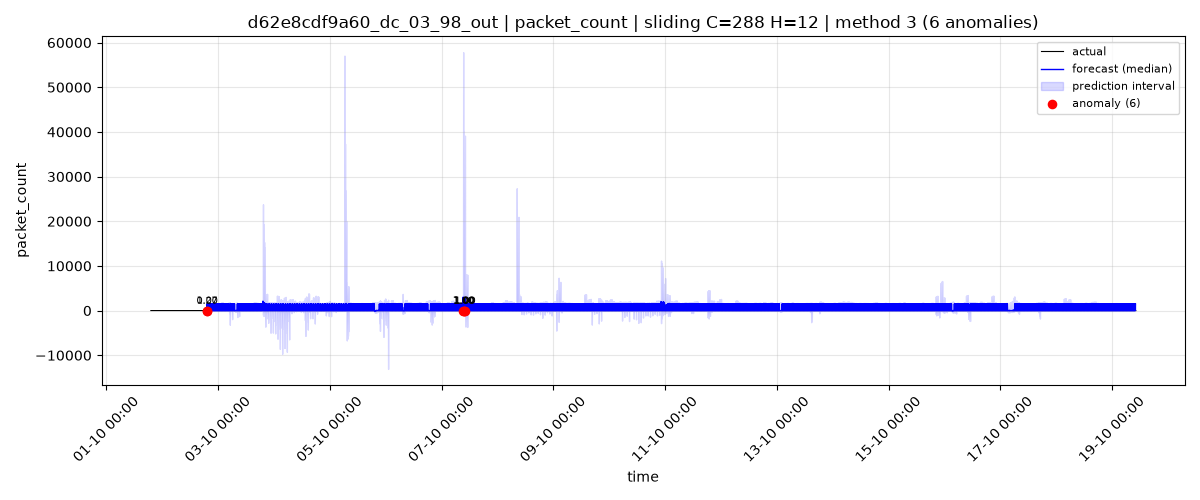 d62e8cdf9a60_dc_03_98_out | packet_count | sliding C=288 H=12 | method 3 (6 anomalies)
actual
forecast (median)
prediction interval
anomaly (6)
packet_count
60000
50000
40000
30000
20000
10000
0
−10000
01-10 00:00
03-10 00:00
05-10 00:00
07-10 00:00
09-10 00:00
11-10 00:00
13-10 00:00
15-10 00:00
17-10 00:00
19-10 00:00
time